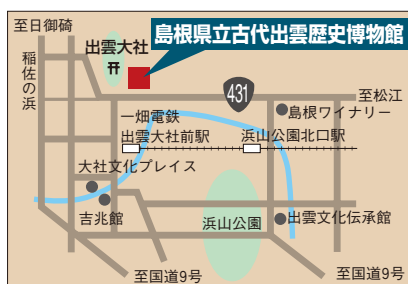 至日御碕
出雲大社
島根県立古代出雲歴史博物館
稲佐の浜
431
至松江
島根ワイナリー
一畑電鉄
出雲大社前駅
浜山公園北口駅
大社文化プレイス
吉兆館
浜山公園
出雲文化伝承館
至国道9号
至国道9号